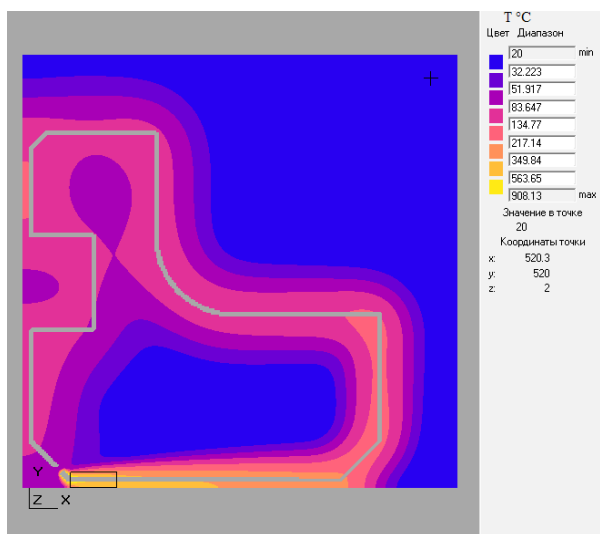 T °C
Цвет Диапазон
20 min
32.223
51.917
83.647
134.77
217.14
349.84
563.65
908.13 max
Значение в точке
20
Координаты точки
x: 520.3
y: 520
z: 2
Y
Z X